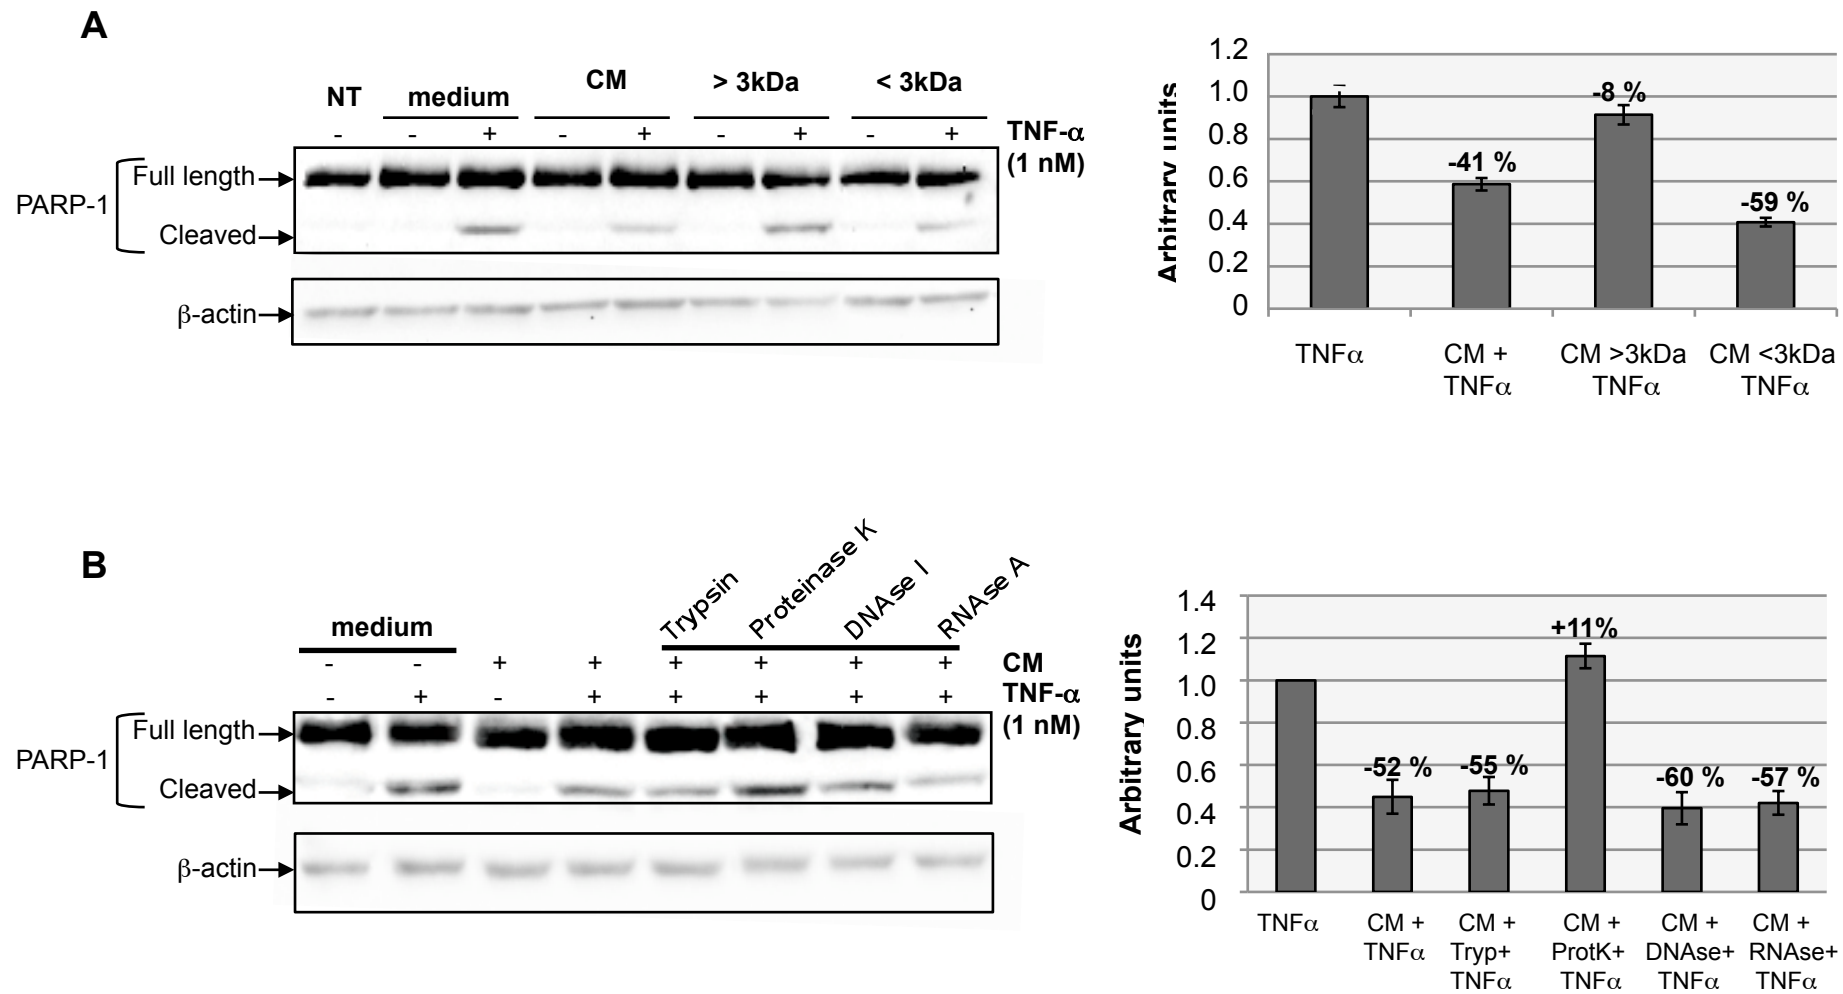 A
NT
medium
CM
> 3kDa
< 3kDa
- - + - + - + - +
TNF-α
(1 nM)
PARP-1
Full length
Cleaved
β-actin
Arbitrary units
1.2
1.0
0.8
0.6
0.4
0.2
0
-41 %
-8 %
-59 %
TNFα
CM +
TNFα
CM >3kDa
TNFα
CM <3kDa
TNFα
B
medium
Trypsin
Proteinase K
DNAse I
RNAse A
- - + + + + + +
CM
- + - + + + + +
TNF-α
(1 nM)
PARP-1
Full length
Cleaved
β-actin
Arbitrary units
1.4
1.2
1.0
0.8
0.6
0.4
0.2
0
-52 %
-55 %
+11%
-60 %
-57 %
TNFα
CM +
TNFα
CM +
Tryp+
TNFα
CM +
ProtK+
TNFα
CM +
DNAse+
TNFα
CM +
RNAse+
TNFα